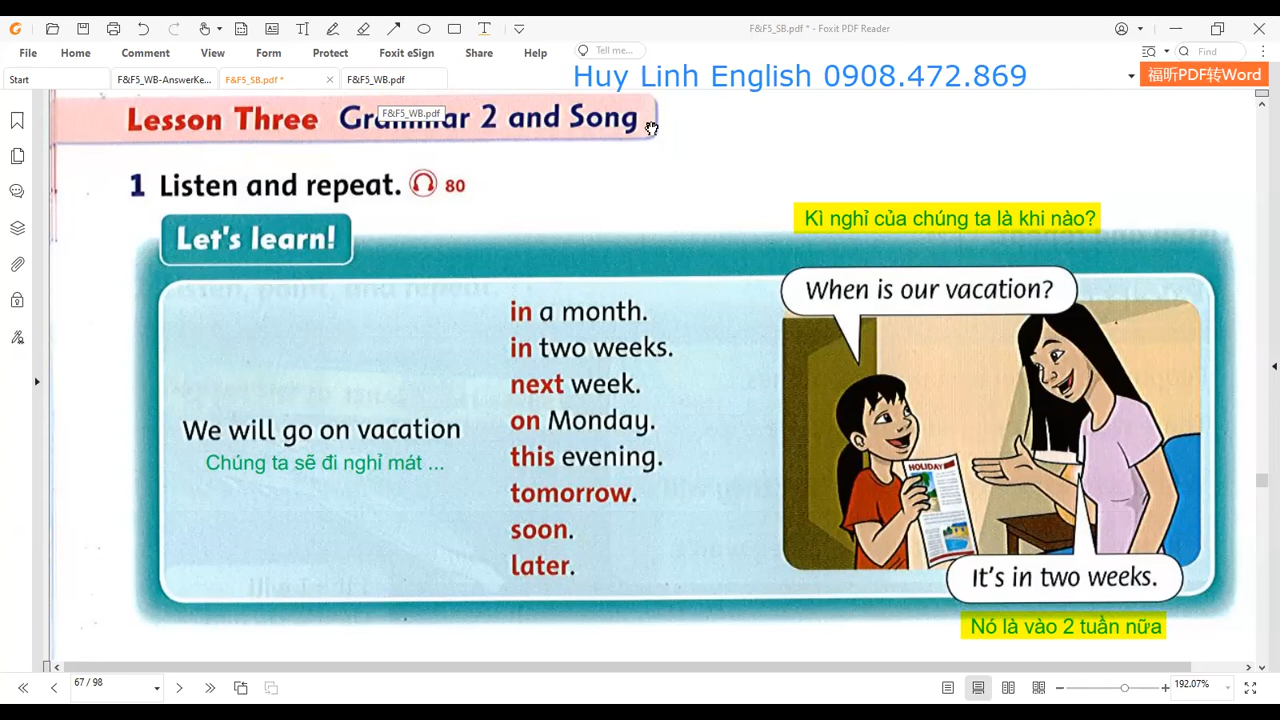 F&F5_SB.pdf * - Foxit PDF Reader
File Home Comment View Form Protect Foxit eSign Share Help Tell me... Find
Start F&F5_WB-AnswerKe... F&F5_SB.pdf * F&F5_WB.pdf
Huy Linh English 0908.472.869
福昕PDF转Word
F&F5_WB.pdf
Lesson Three Grammar 2 and Song
1 Listen and repeat. 80
Kì nghỉ của chúng ta là khi nào?
Let's learn!
When is our vacation?
in a month.
in two weeks.
next week.
on Monday.
this evening.
tomorrow.
soon.
later.
We will go on vacation
Chúng ta sẽ đi nghỉ mát ...
HOLIDAY
It's in two weeks.
Nó là vào 2 tuần nữa
67 / 98
192.07%